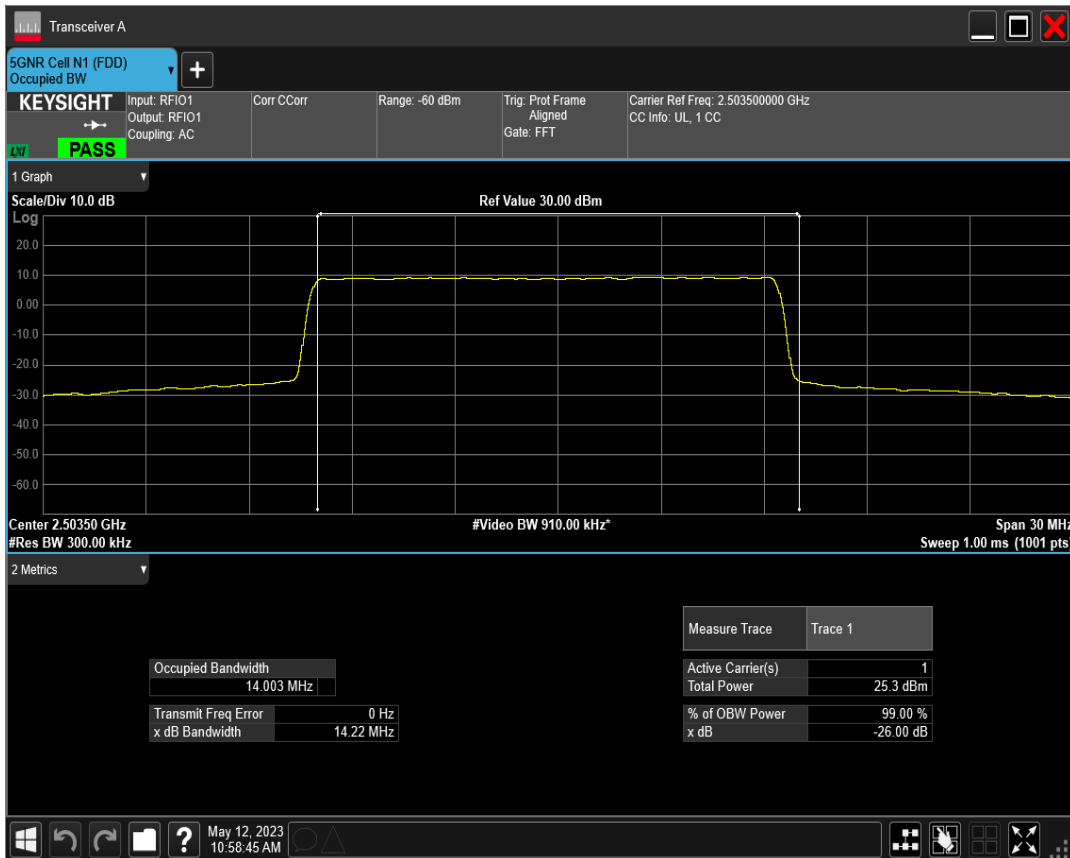 Transceiver A
5GNR Cell N1 (FDD)
Occupied BW
+
KEYSIGHT
LXI
PASS
Input: RFIO1
Output: RFIO1
Coupling: AC
Corr CCorr
Range: -60 dBm
Trig: Prot Frame
Aligned
Gate: FFT
Carrier Ref Freq: 2.503500000 GHz
CC Info: UL, 1 CC
1 Graph
Scale/Div 10.0 dB
Ref Value 30.00 dBm
Log
20.0
10.0
0.00
-10.0
-20.0
-30.0
-40.0
-50.0
-60.0
Center 2.50350 GHz
#Video BW 910.00 kHz*
Span 30 MHz
#Res BW 300.00 kHz
Sweep 1.00 ms (1001 pts)
2 Metrics
Measure Trace Trace 1
Occupied Bandwidth
14.003 MHz
Transmit Freq Error 0 Hz
x dB Bandwidth 14.22 MHz
Active Carrier(s) 1
Total Power 25.3 dBm
% of OBW Power 99.00 %
x dB -26.00 dB
?
May 12, 2023
10:58:45 AM